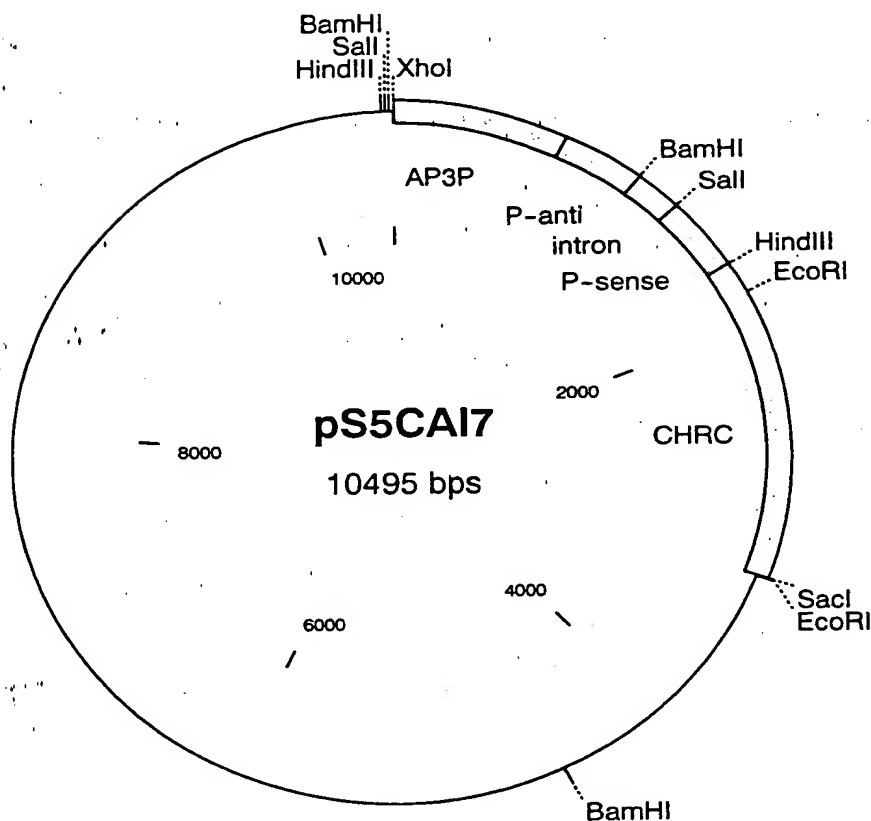 BamHI
SalI
HindIII XhoI
BamHI
AP3P
SalI
P-anti
intron
HindIII
EcoRI
P-sense
10000
2000
pS5CAI7
CHRC
8000
10495 bps
4000
SacI
EcoRI
6000
BamHI